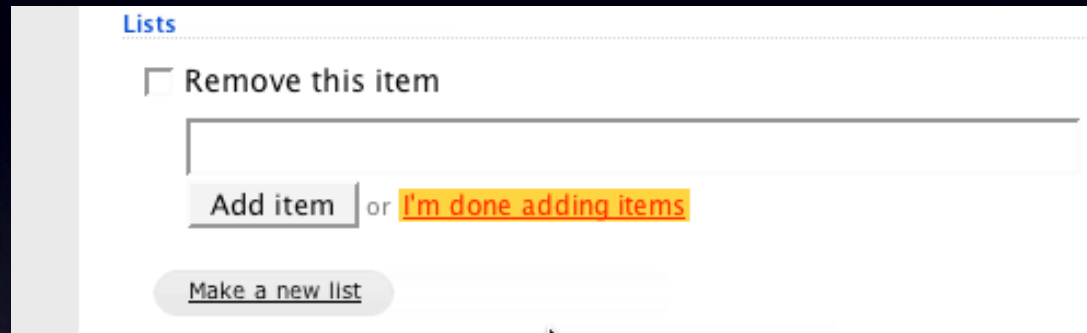 Lists
Remove this item
Add item or I'm done adding items
Make a new list